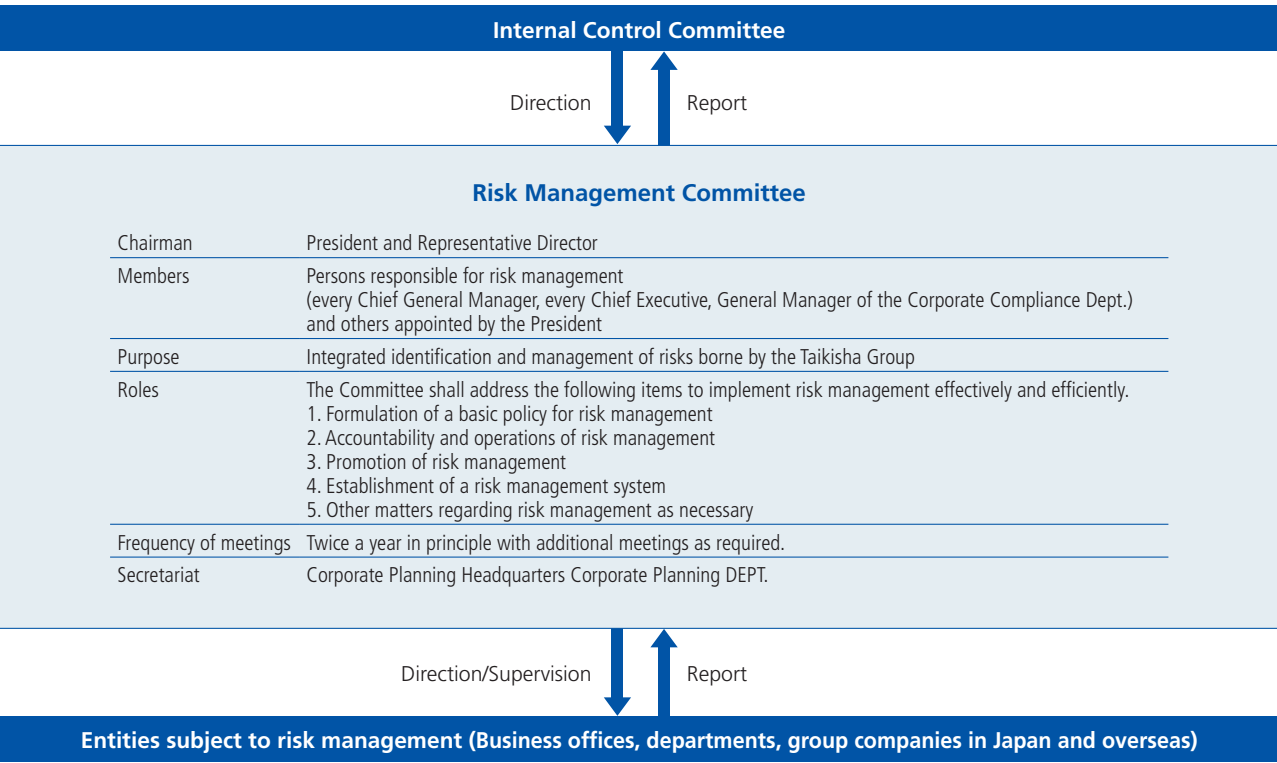 Internal Control Committee
Direction
Report
Risk Management Committee
Chairman President and Representative Director
Members Persons responsible for risk management
(every Chief General Manager, every Chief Executive, General Manager of the Corporate Compliance Dept.)
and others appointed by the President
Purpose Integrated identification and management of risks borne by the Taikisha Group
Roles The Committee shall address the following items to implement risk management effectively and efficiently.
1. Formulation of a basic policy for risk management
2. Accountability and operations of risk management
3. Promotion of risk management
4. Establishment of a risk management system
5. Other matters regarding risk management as necessary
Frequency of meetings Twice a year in principle with additional meetings as required.
Secretariat Corporate Planning Headquarters Corporate Planning DEPT.
Direction/Supervision
Report
Entities subject to risk management (Business offices, departments, group companies in Japan and overseas)